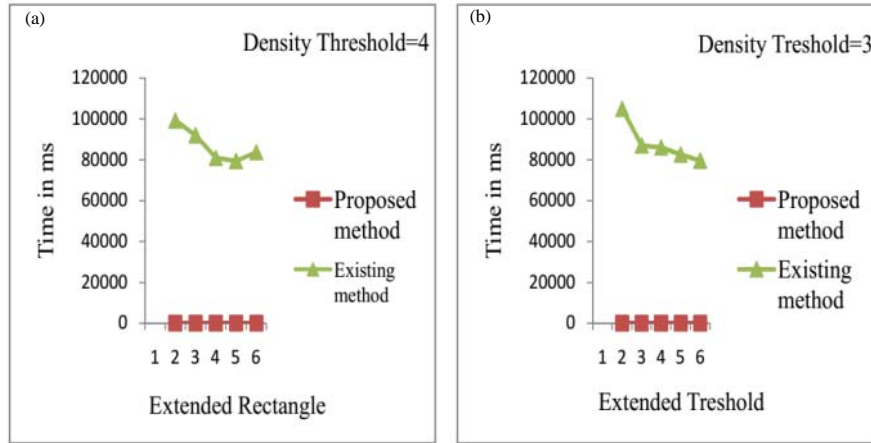 (a)
Density Threshold=4
120000
100000
80000
60000
40000
20000
0
Time in ms
Proposed
method
Existing
method
1 2 3 4 5 6
Extended Rectangle
(b)
Density Treshold=3
120000
100000
80000
60000
40000
20000
0
Time in ms
Proposed
method
Existing
method
1 2 3 4 5 6
Extended Treshold